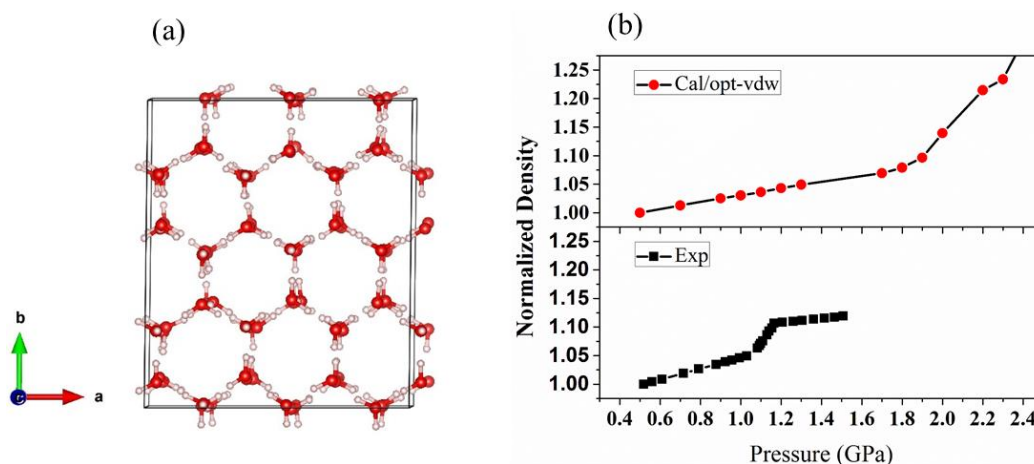 (a)
b
c
a
(b)
Normalized Density
1.25
1.20
1.15
1.10
1.05
1.00
Cal/opt-vdw
1.25
1.20
1.15
1.10
1.05
1.00
Exp
0.4 0.6 0.8 1.0 1.2 1.4 1.6 1.8 2.0 2.2 2.4
Pressure (GPa)